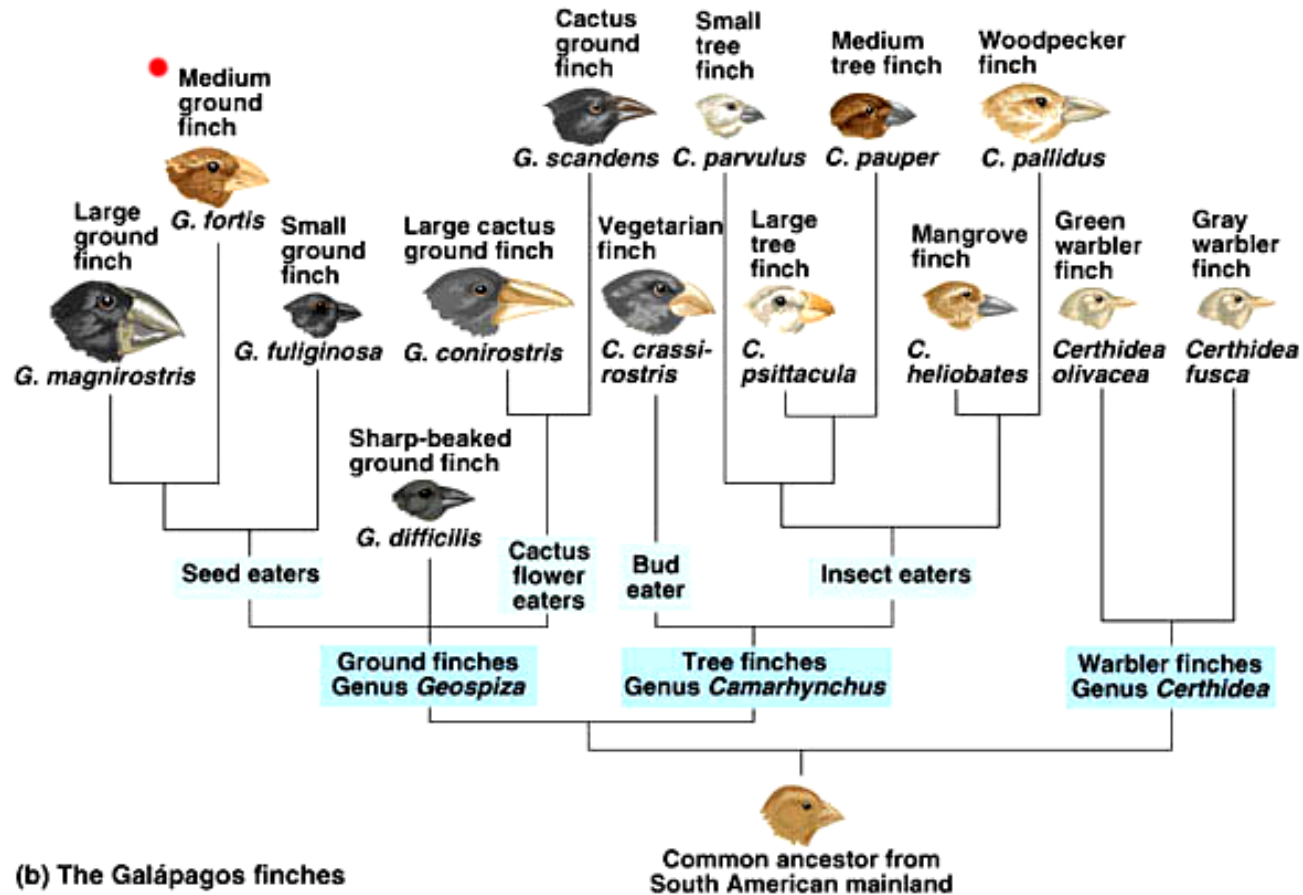 Cactus
ground
finch
G. scandens
Small
tree
finch
C. parvulus
Medium
tree finch
C. pauper
Woodpecker
finch
C. pallidus
Medium
ground
finch
G. fortis
Large
ground
finch
G. magnirostris
Small
ground
finch
G. fuliginosa
Large cactus
ground finch
G. conirostris
Vegetarian
finch
C. crassi-
rostris
Large
tree
finch
C.
psittacula
Mangrove
finch
C.
heliobates
Green
warbler
finch
Certhidea
olivacea
Gray
warbler
finch
Certhidea
fusca
Sharp-beaked
ground finch
G. difficilis
Seed eaters
Cactus
flower
eaters
Bud
eater
Insect eaters
Ground finches
Genus Geospiza
Tree finches
Genus Camarhynchus
Warbler finches
Genus Certhidea
Common ancestor from
South American mainland
(b) The Galápagos finches